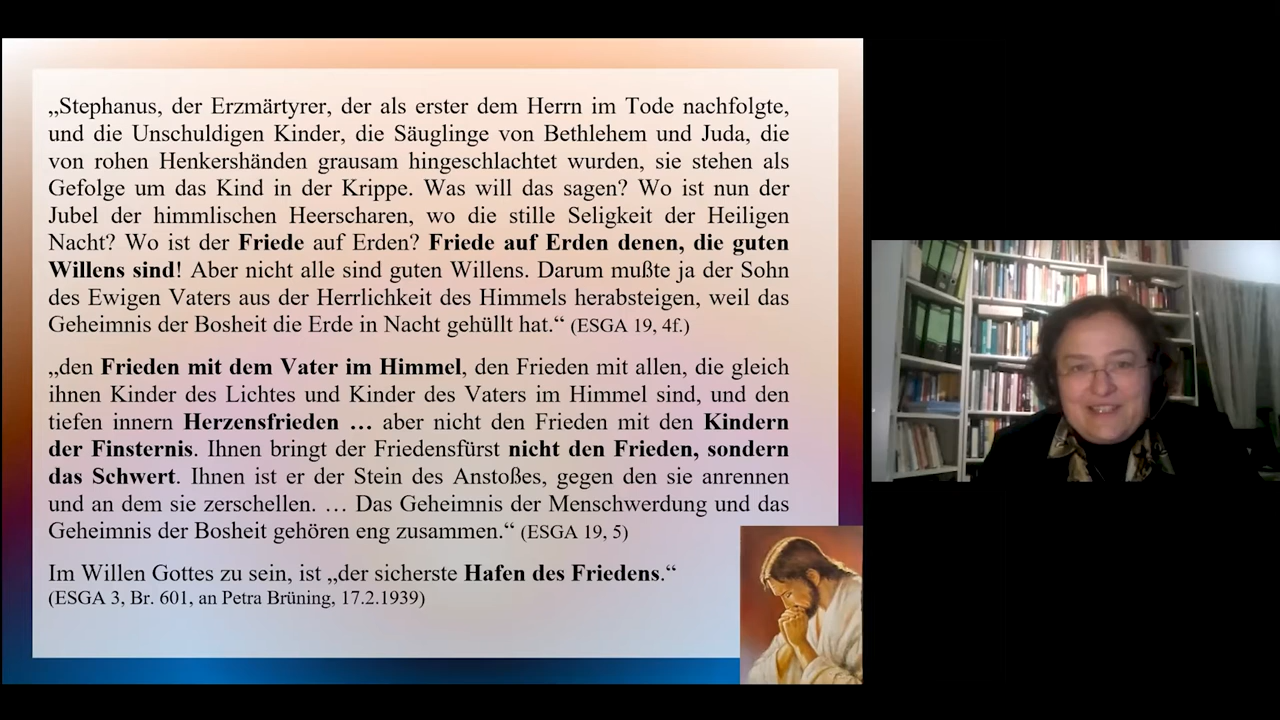 „Stephanus, der Erzmärtyrer, der als erster dem Herrn im Tode nachfolgte,
und die Unschuldigen Kinder, die Säuglinge von Bethlehem und Juda, die
von rohen Henkershänden grausam hingeschlachtet wurden, sie stehen als
Gefolge um das Kind in der Krippe. Was will das sagen? Wo ist nun der
Jubel der himmlischen Heerscharen, wo die stille Seligkeit der Heiligen
Nacht? Wo ist der Friede auf Erden? Friede auf Erden denen, die guten
Willens sind! Aber nicht alle sind guten Willens. Darum mußte ja der Sohn
des Ewigen Vaters aus der Herrlichkeit des Himmels herabsteigen, weil das
Geheimnis der Bosheit die Erde in Nacht gehüllt hat.“ (ESGA 19, 4f.)
„den Frieden mit dem Vater im Himmel, den Frieden mit allen, die gleich
ihnen Kinder des Lichtes und Kinder des Vaters im Himmel sind, und den
tiefen innern Herzensfrieden … aber nicht den Frieden mit den Kindern
der Finsternis. Ihnen bringt der Friedensfürst nicht den Frieden, sondern
das Schwert. Ihnen ist er der Stein des Anstoßes, gegen den sie anrennen
und an dem sie zerschellen. … Das Geheimnis der Menschwerdung und das
Geheimnis der Bosheit gehören eng zusammen.“ (ESGA 19, 5)
Im Willen Gottes zu sein, ist „der sicherste Hafen des Friedens.“
(ESGA 3, Br. 601, an Petra Brüning, 17.2.1939)